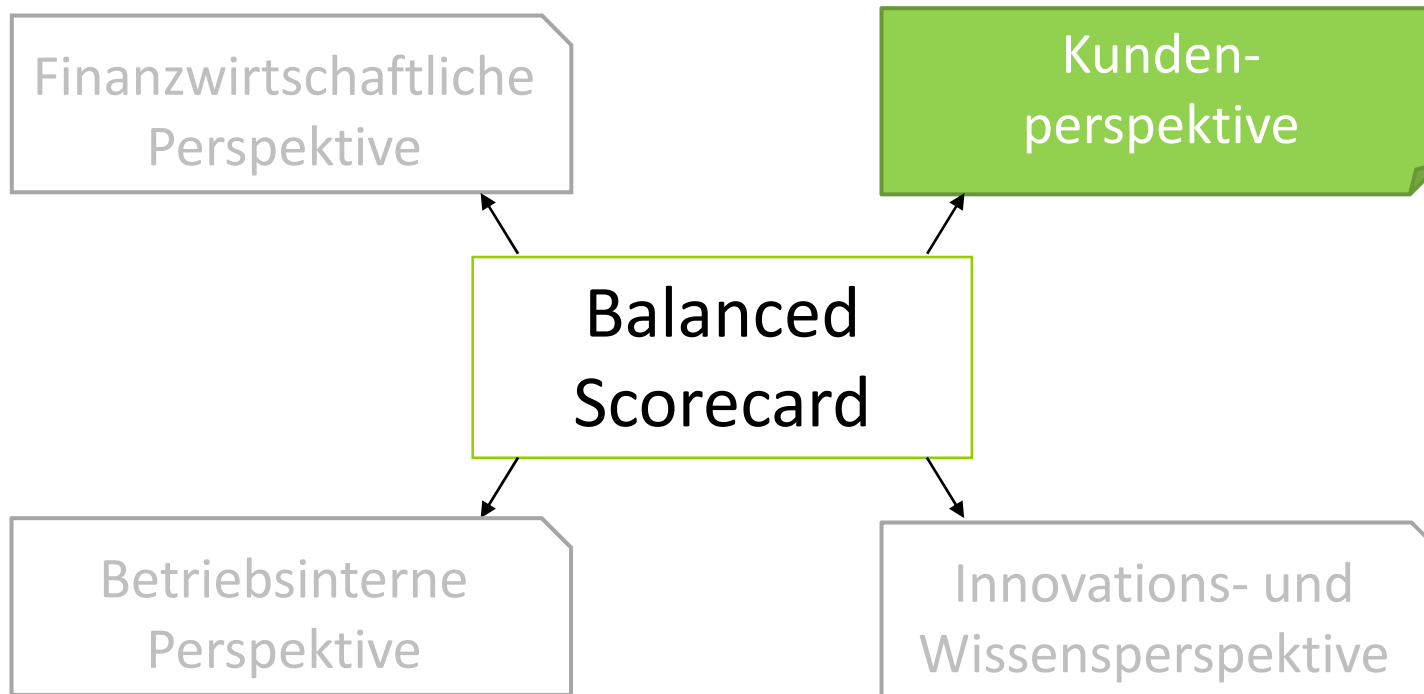 Finanzwirtschaftliche
Perspektive
Kunden-
perspektive
Balanced
Scorecard
Betriebsinterne
Perspektive
Innovations- und
Wissensperspektive